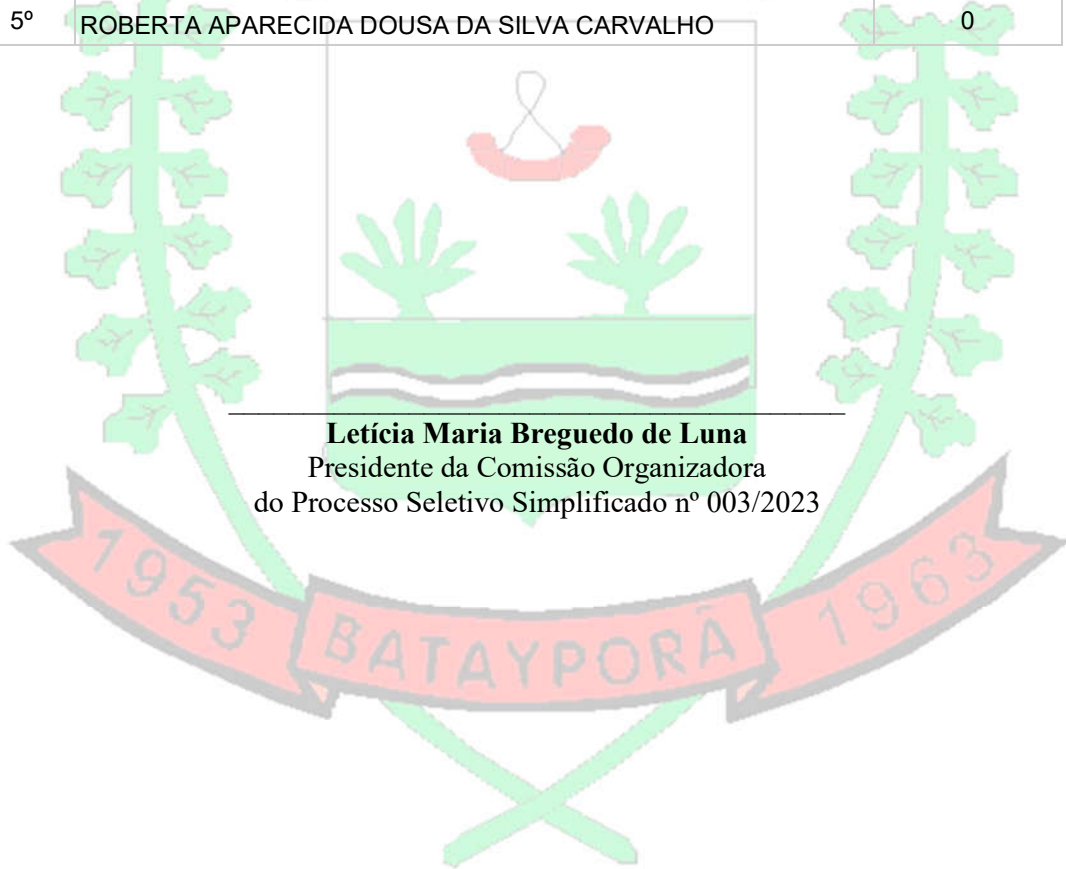 5º ROBERTA APARECIDA DOUSA DA SILVA CARVALHO 0
Letícia Maria Breguedo de Luna
Presidente da Comissão Organizadora
do Processo Seletivo Simplificado nº 003/2023
1953 BATAYPORÃ 1963